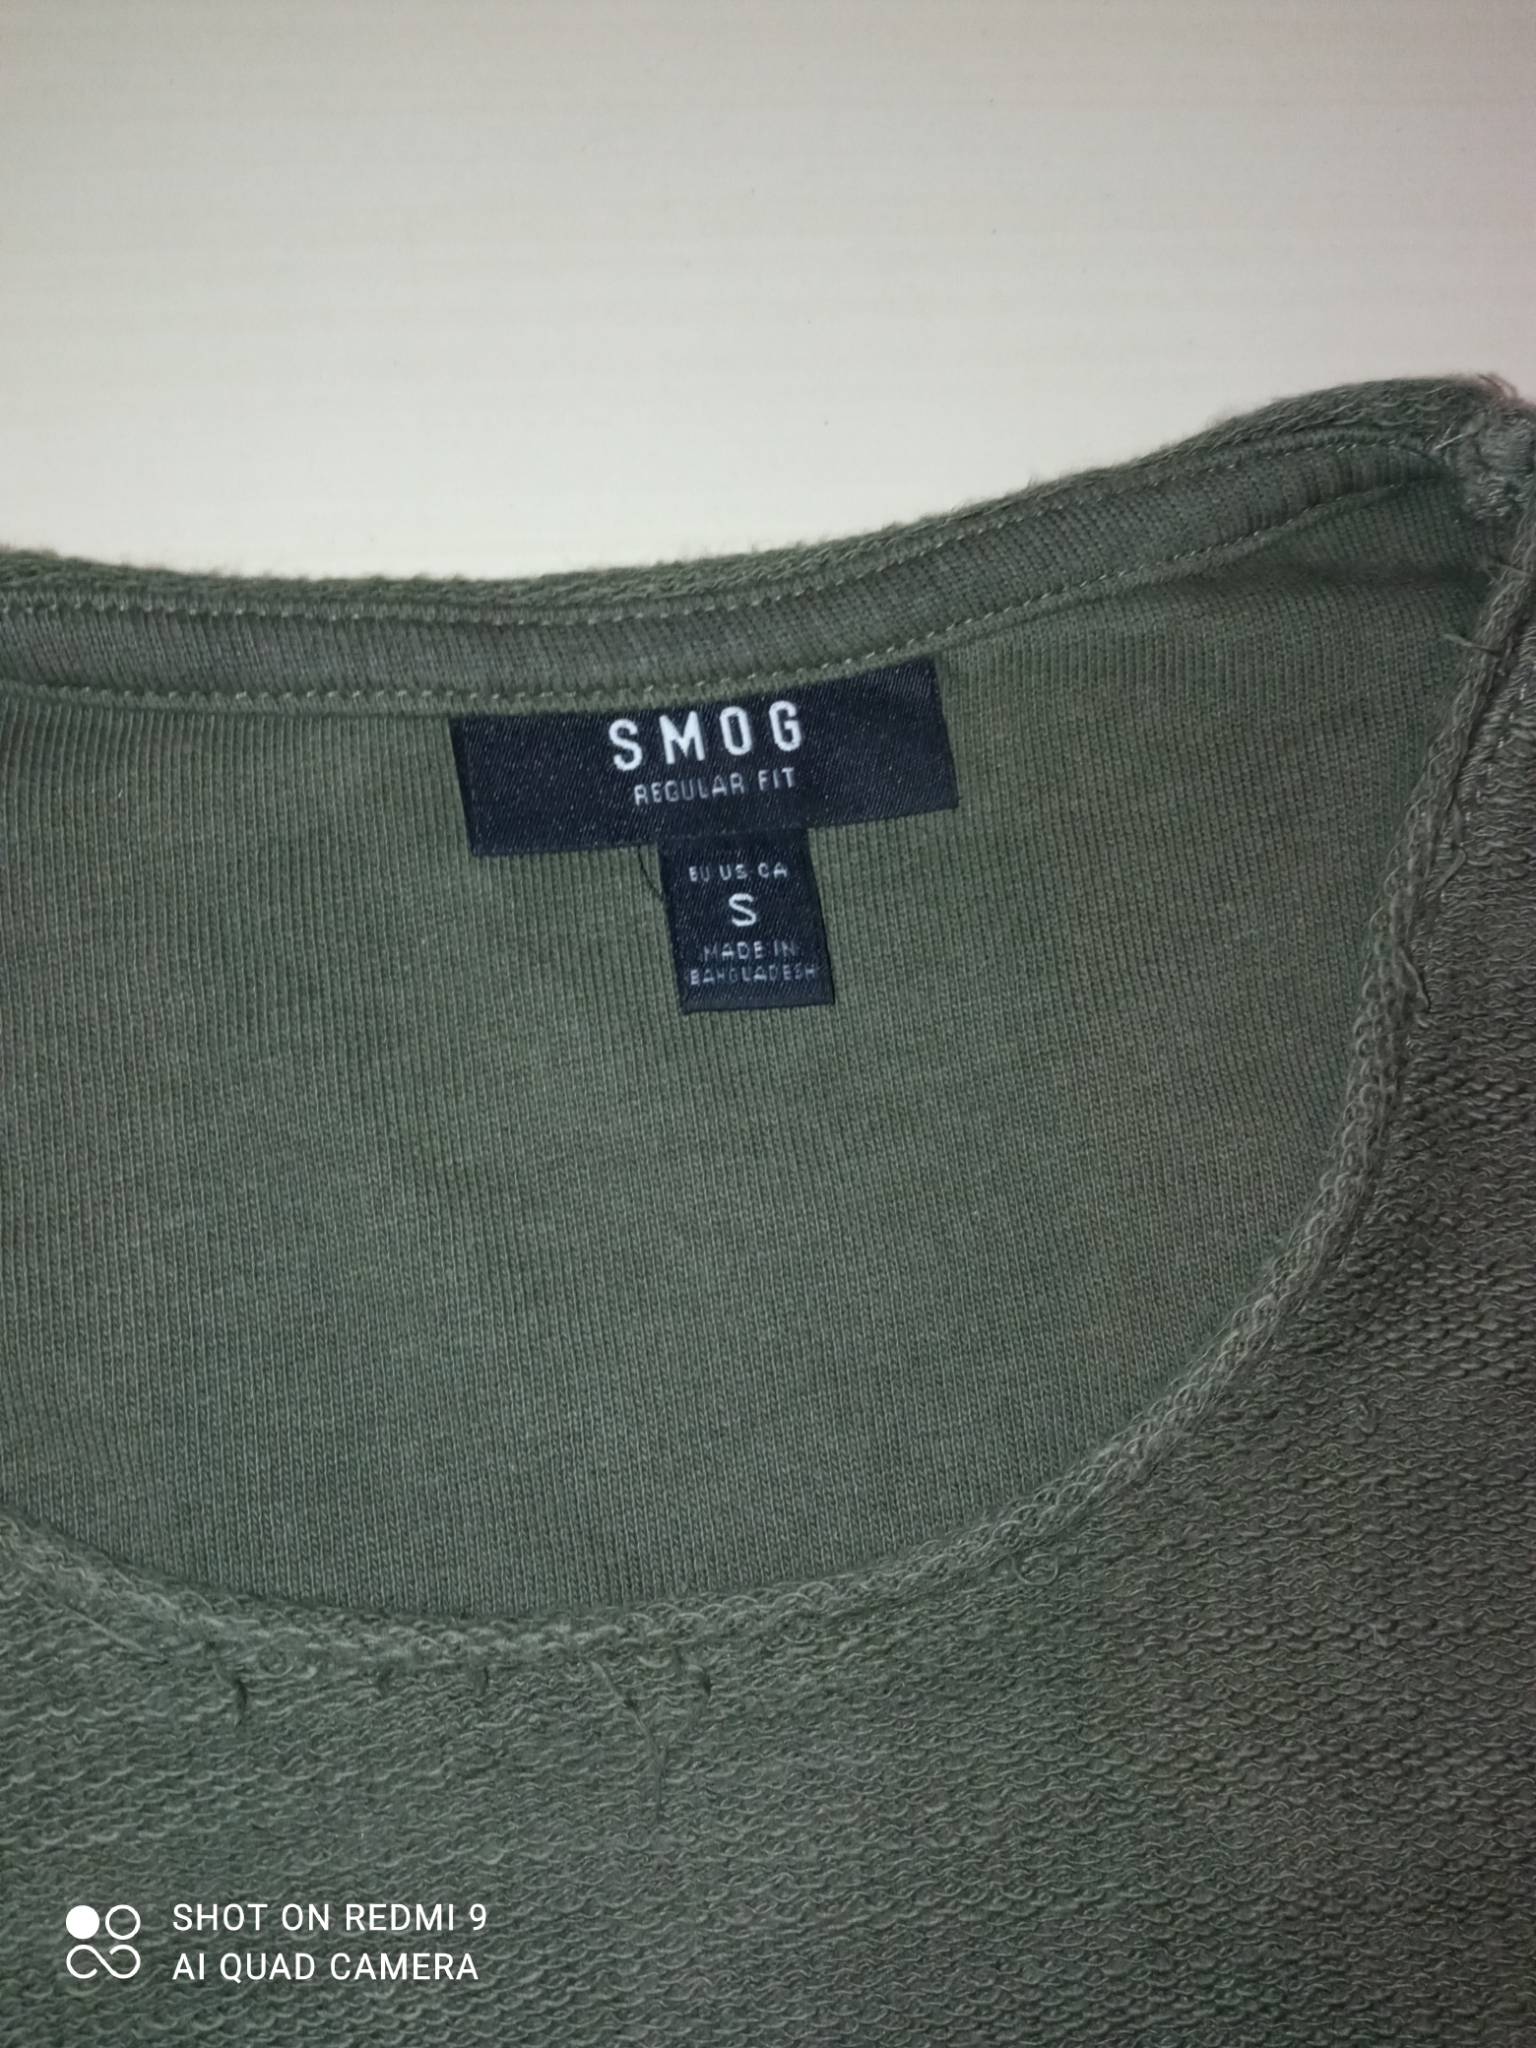 SMOG
REGULAR FIT
EU US CA
S
MADE IN
BANGLADESH
SHOT ON REDMI 9
AI QUAD CAMERA